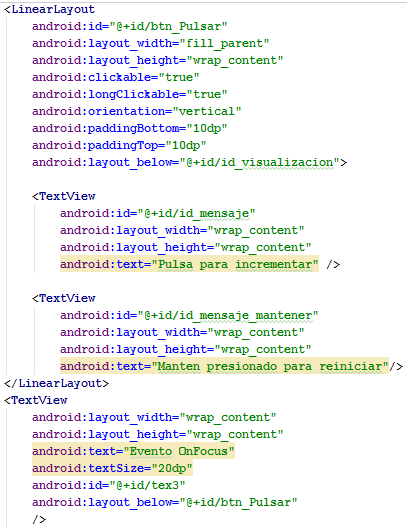 <LinearLayout
android:id="@+id/btn_Pulsar"
android:layout_width="fill_parent"
android:layout_height="wrap_content"
android:clickable="true"
android:longClickable="true"
android:orientation="vertical"
android:paddingBottom="10dp"
android:paddingTop="10dp"
android:layout_below="@+id/id_visualizacion">
<TextView
android:id="@+id/id_mensaje"
android:layout_width="wrap_content"
android:layout_height="wrap_content"
android:text="Pulsa para incrementar" />
<TextView
android:id="@+id/id_mensaje_mantener"
android:layout_width="wrap_content"
android:layout_height="wrap_content"
android:text="Manten presionado para reiniciar"/>
</LinearLayout>
<TextView
android:layout_width="wrap_content"
android:layout_height="wrap_content"
android:text="Evento OnFocus"
android:textSize="20dp"
android:id="@+id/tex3"
android:layout_below="@+id/btn_Pulsar"
/>